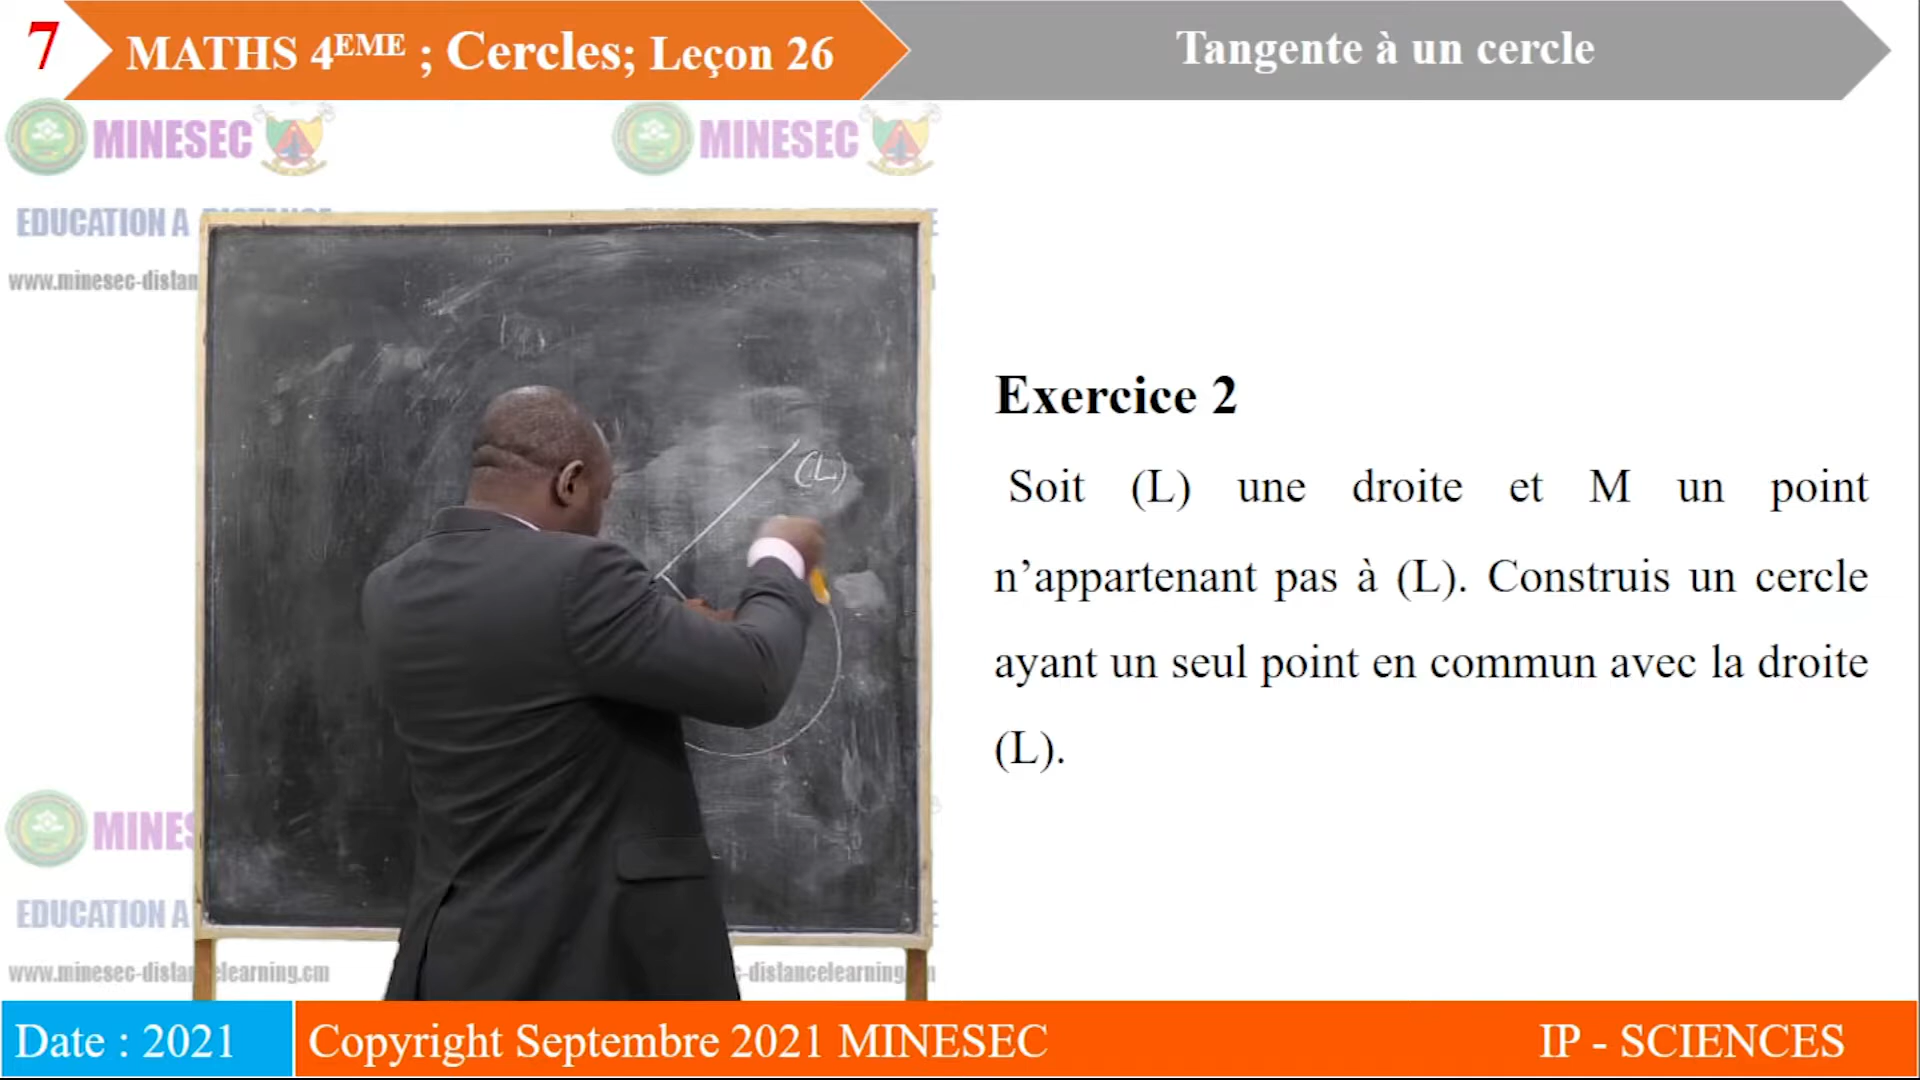 7
MATHS 4EME ; Cercles; Leçon 26
Tangente à un cercle
MINESEC
MINESEC
EDUCATION A
www.minesec-distan
(L)
Exercice 2
Soit (L) une droite et M un point
n’appartenant pas à (L). Construis un cercle
ayant un seul point en commun avec la droite
(L).
MINES
EDUCATION A
www.minesec-distan elearning.cm
-distancelearning
Date : 2021
Copyright Septembre 2021 MINESEC
IP - SCIENCES